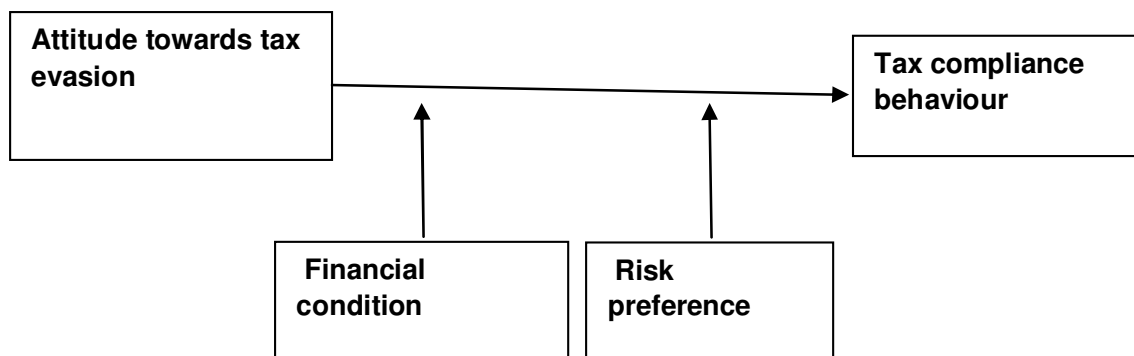 Attitude towards tax
evasion
Tax compliance
behaviour
Financial
condition
Risk
preference